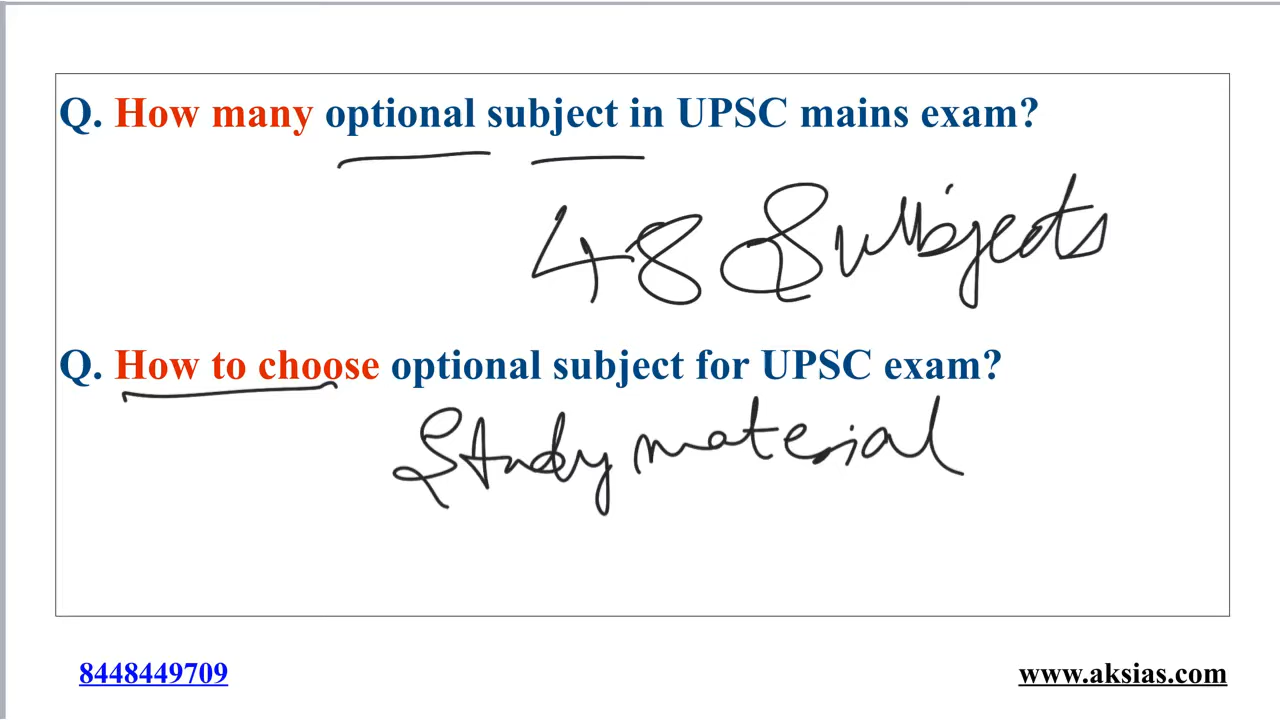 Q. How many optional subject in UPSC mains exam?
48 Subjects
Q. How to choose optional subject for UPSC exam?
Study material
8448449709
www.aksias.com